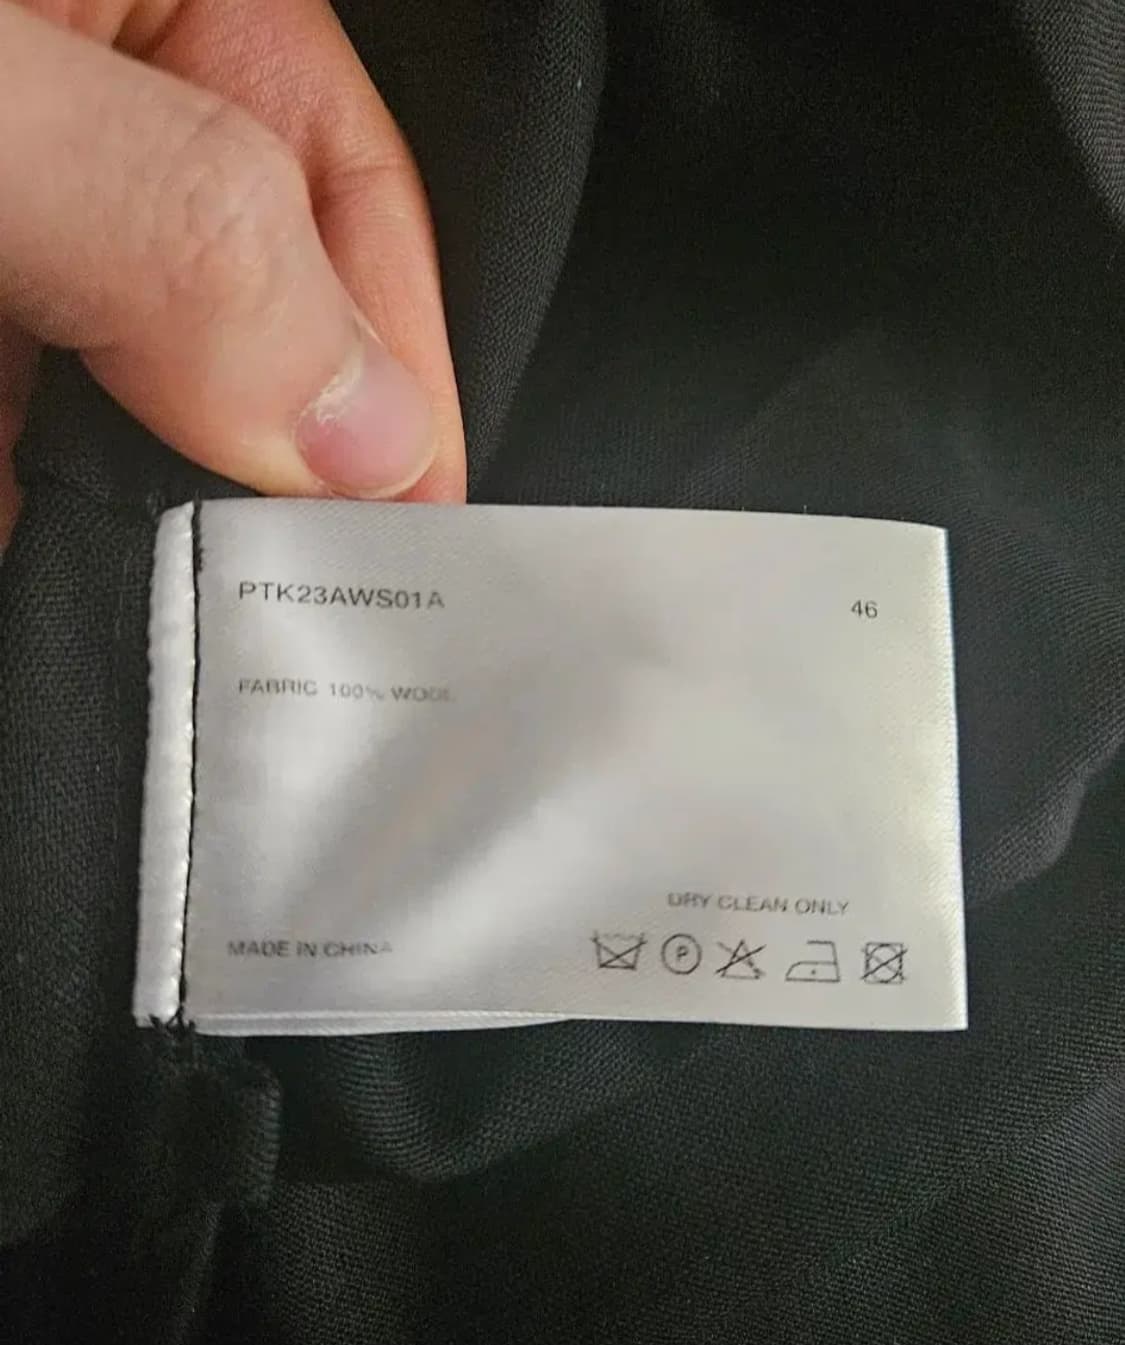 PTK23AWS01A
46
FABRIC 100% WOOL
DRY CLEAN ONLY
MADE IN CHINA
P